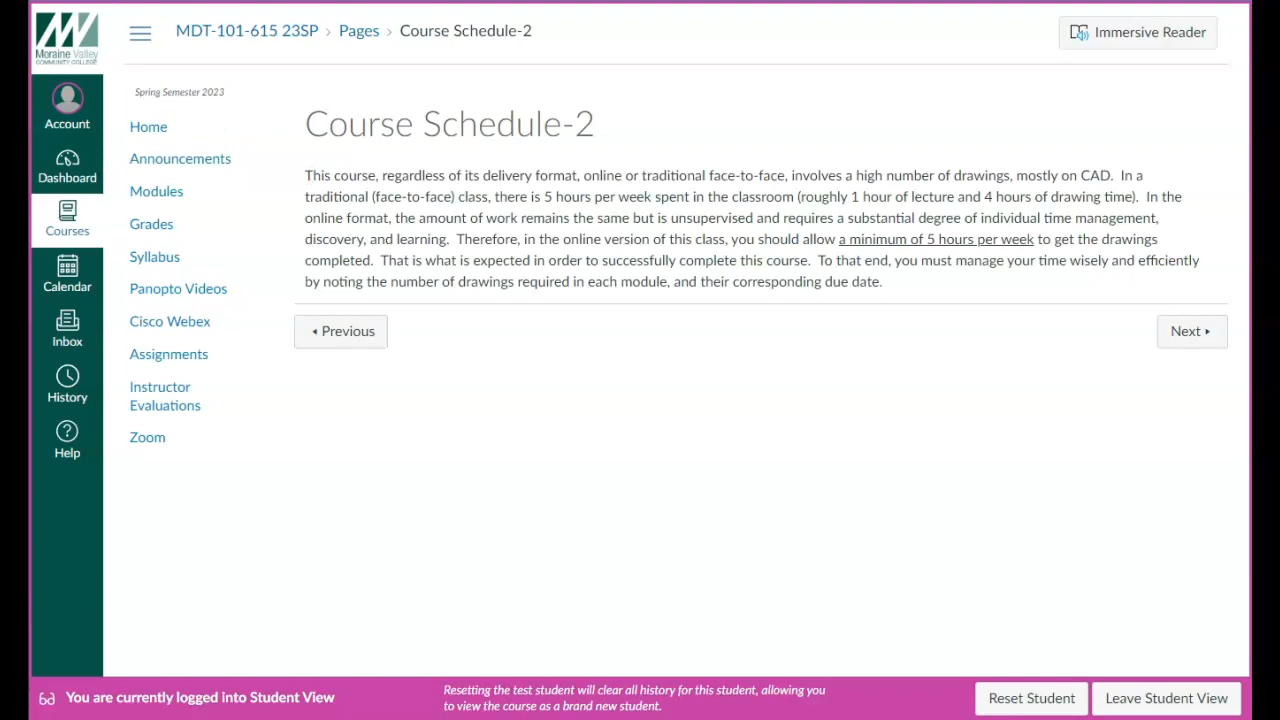 Moraine Valley
COMMUNITY COLLEGE
MDT-101-615 23SP › Pages › Course Schedule-2
Immersive Reader
Account
Dashboard
Courses
Calendar
Inbox
History
Help
Spring Semester 2023
Home
Announcements
Modules
Grades
Syllabus
Panopto Videos
Cisco Webex
Assignments
Instructor
Evaluations
Zoom
Course Schedule-2
This course, regardless of its delivery format, online or traditional face-to-face, involves a high number of drawings, mostly on CAD. In a
traditional (face-to-face) class, there is 5 hours per week spent in the classroom (roughly 1 hour of lecture and 4 hours of drawing time). In the
online format, the amount of work remains the same but is unsupervised and requires a substantial degree of individual time management,
discovery, and learning. Therefore, in the online version of this class, you should allow a minimum of 5 hours per week to get the drawings
completed. That is what is expected in order to successfully complete this course. To that end, you must manage your time wisely and efficiently
by noting the number of drawings required in each module, and their corresponding due date.
Previous
Next
You are currently logged into Student View
Resetting the test student will clear all history for this student, allowing you
to view the course as a brand new student.
Reset Student
Leave Student View